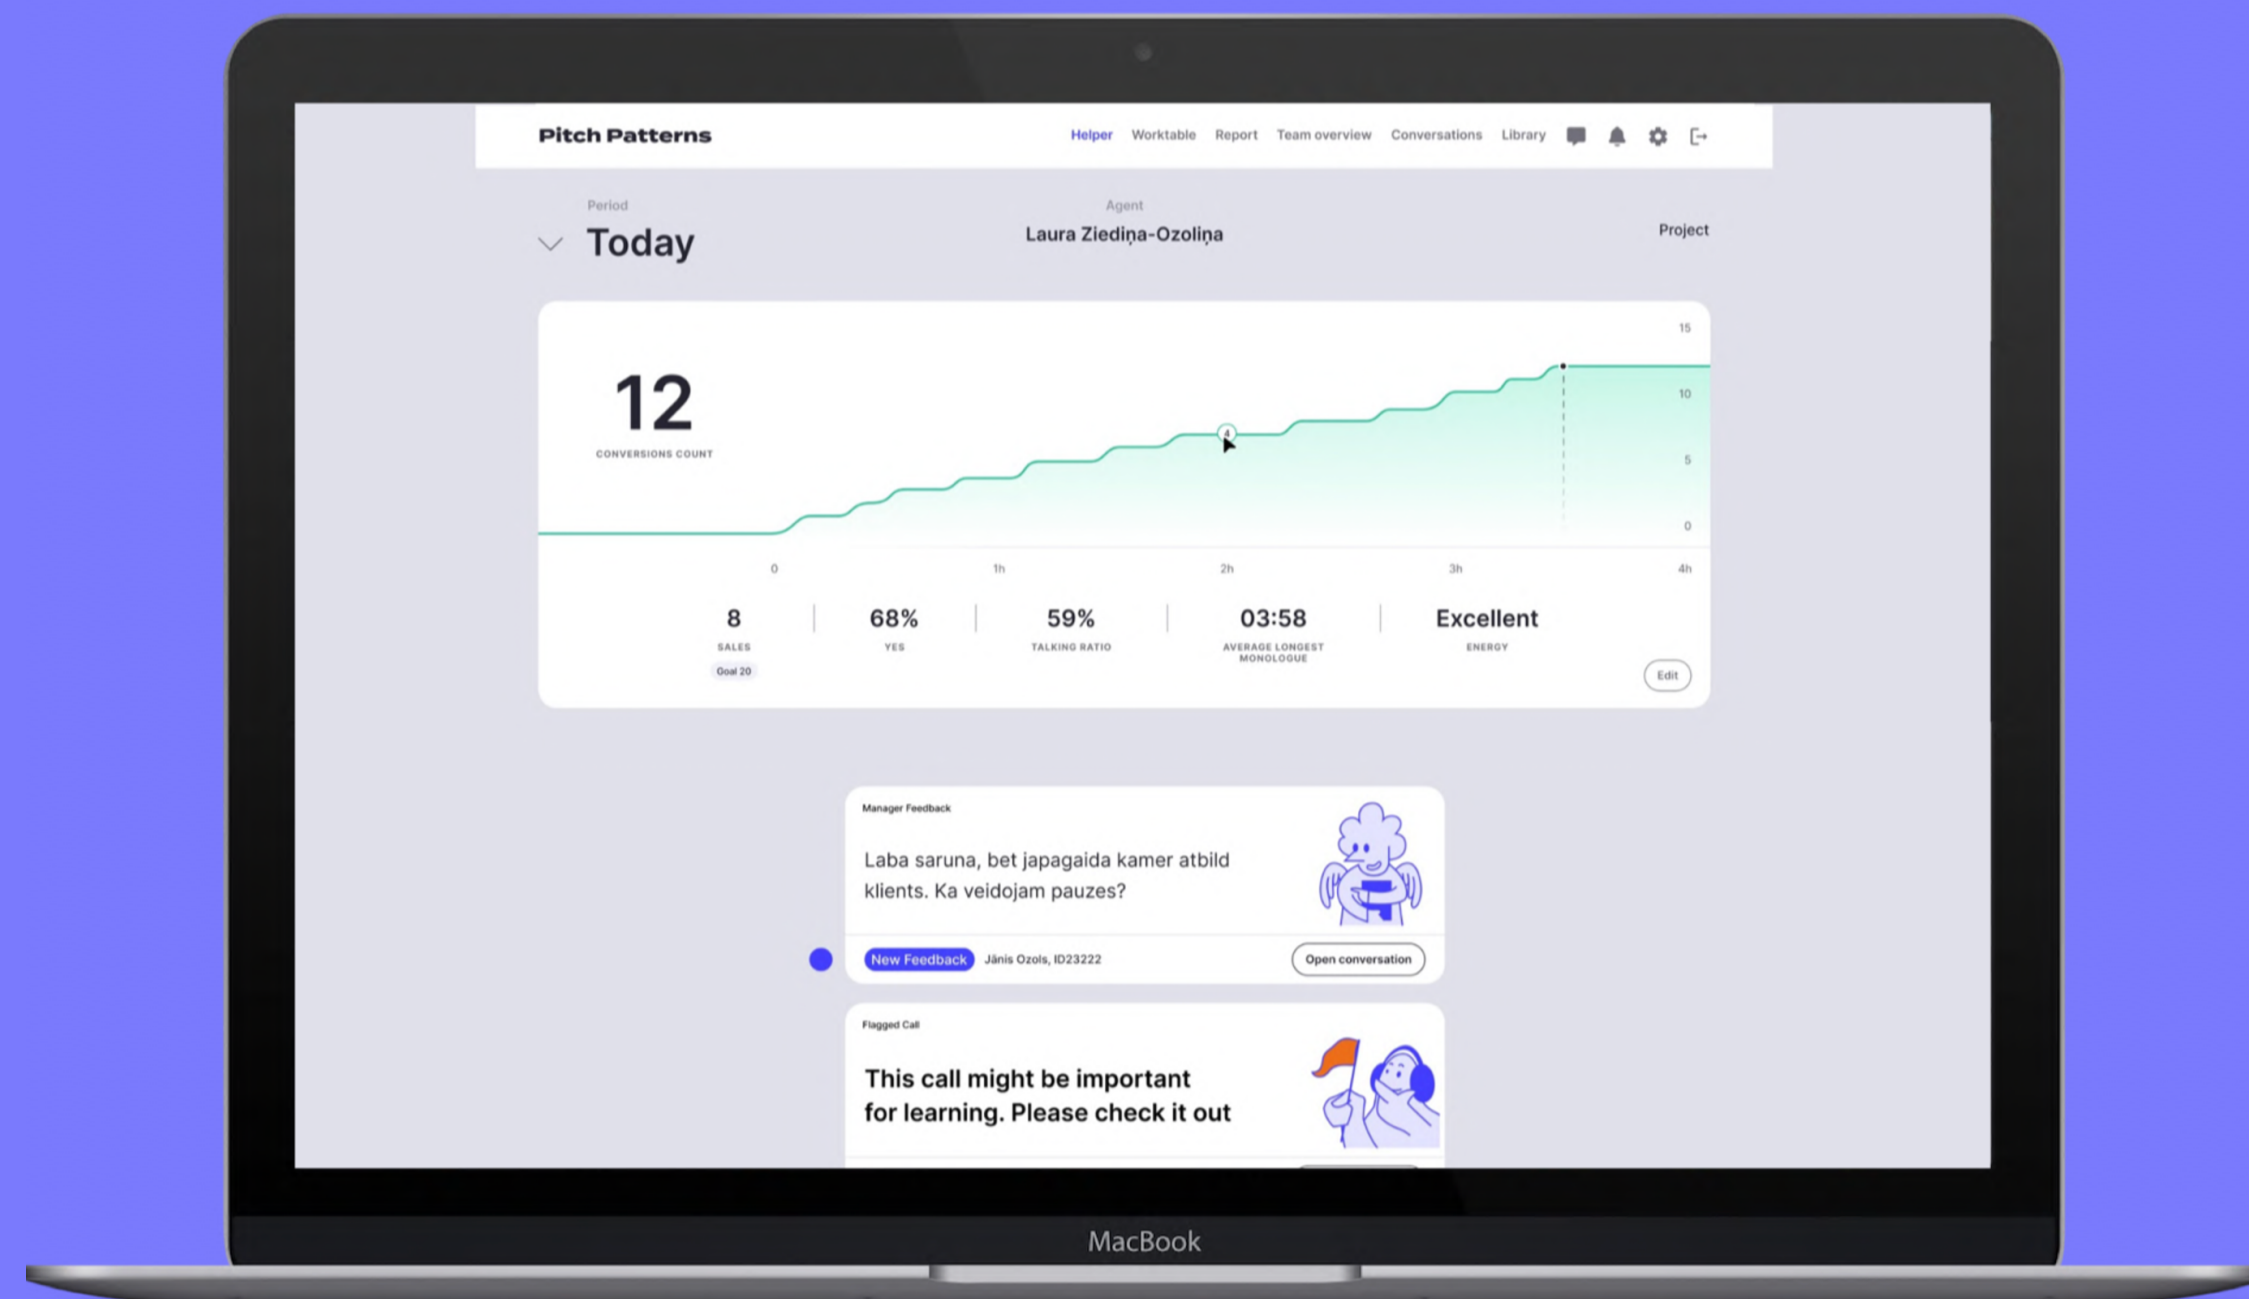 Pitch Patterns
Helper Worktable Report Team overview Conversations Library
Period
Today
Agent
Laura Ziediņa-Ozoliņa
Project
12
CONVERSIONS COUNT
4
15
10
5
0
0 1h 2h 3h 4h
8
SALES
Goal 20
68%
YES
59%
TALKING RATIO
03:58
AVERAGE LONGEST
MONOLOGUE
Excellent
ENERGY
Edit
Manager Feedback
Laba saruna, bet japagaida kamer atbild
klients. Ka veidojam pauzes?
New Feedback Jānis Ozols, ID23222 Open conversation
Flagged Call
This call might be important
for learning. Please check it out
MacBook